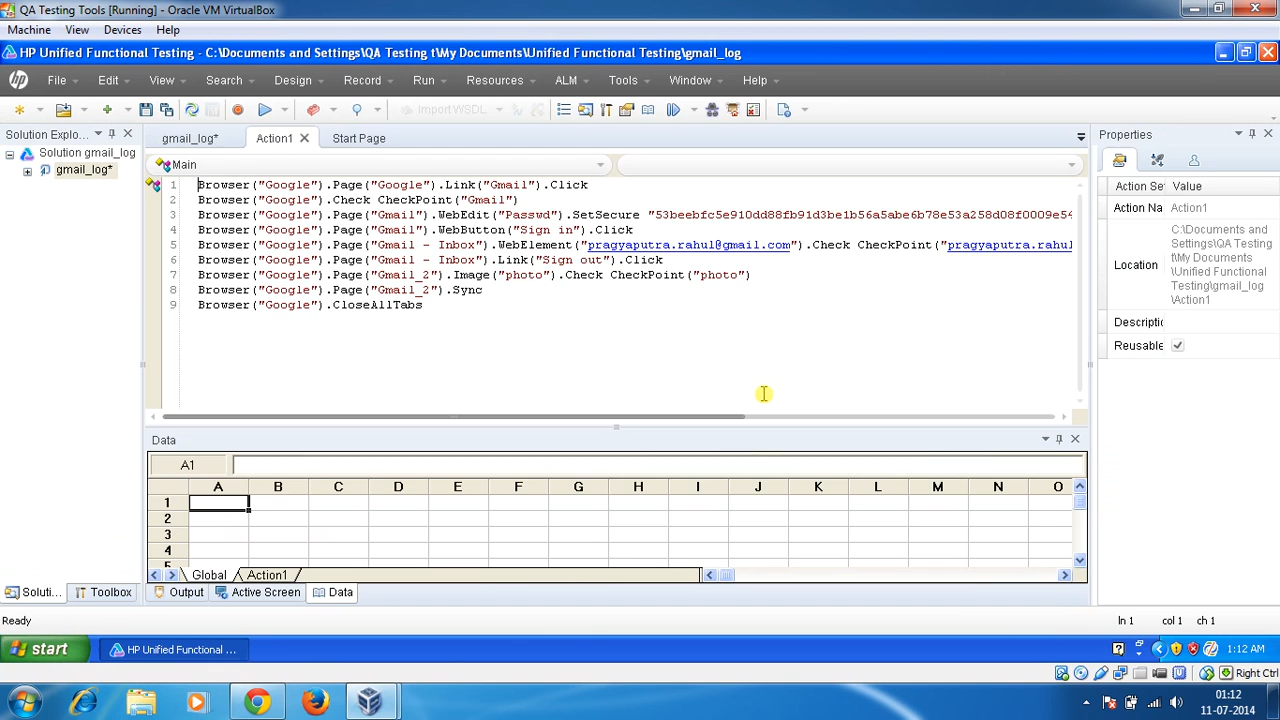 QA Testing Tools [Running] - Oracle VM VirtualBox
Machine View Devices Help
HP Unified Functional Testing - C:\Documents and Settings\QA Testing t\My Documents\Unified Functional Testing\gmail_log
hp File Edit View Search Design Record Run Resources ALM Tools Window Help
Import WSDL
Solution Explo...
gmail_log* Action1 Start Page
Properties
Solution gmail_log
gmail_log*
Main
1 Browser("Google").Page("Google").Link("Gmail").Click
2 Browser("Google").Check CheckPoint("Gmail")
3 Browser("Google").Page("Gmail").WebEdit("Passwd").SetSecure "53beebfc5e910dd88fb91d3be1b56a5abe6b78e53a258d08f0009e54
4 Browser("Google").Page("Gmail").WebButton("Sign in").Click
5 Browser("Google").Page("Gmail - Inbox").WebElement("pragyaputra.rahul@gmail.com").Check CheckPoint("pragyaputra.rahul
6 Browser("Google").Page("Gmail - Inbox").Link("Sign out").Click
7 Browser("Google").Page("Gmail_2").Image("photo").Check CheckPoint("photo")
8 Browser("Google").Page("Gmail_2").Sync
9 Browser("Google").CloseAllTabs
Action Se Value
Action Na Action1
Location C:\Documents and Settings\QA Testing t\My Documents\Unified Functional Testing\gmail_log\Action1
Descriptic
Reusable
Data
A1
A B C D E F G H I J K L M N O
1
2
3
4
5
Global Action1
Soluti... Toolbox
Output Active Screen Data
Ready
ln 1 col 1 ch 1
start HP Unified Functional ... 1:12 AM
Right Ctrl
01:12
11-07-2014